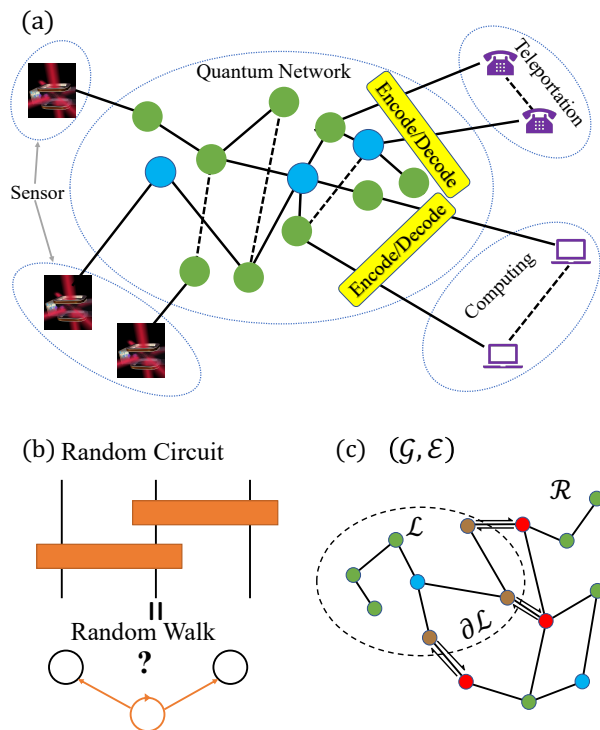 (a)
Quantum Network
Teleportation
Encode/Decode
Sensor
Encode/Decode
Computing
(b) Random Circuit
=
Random Walk
?
(c) (𝒢, ℰ)
ℛ
ℒ
∂ℒ